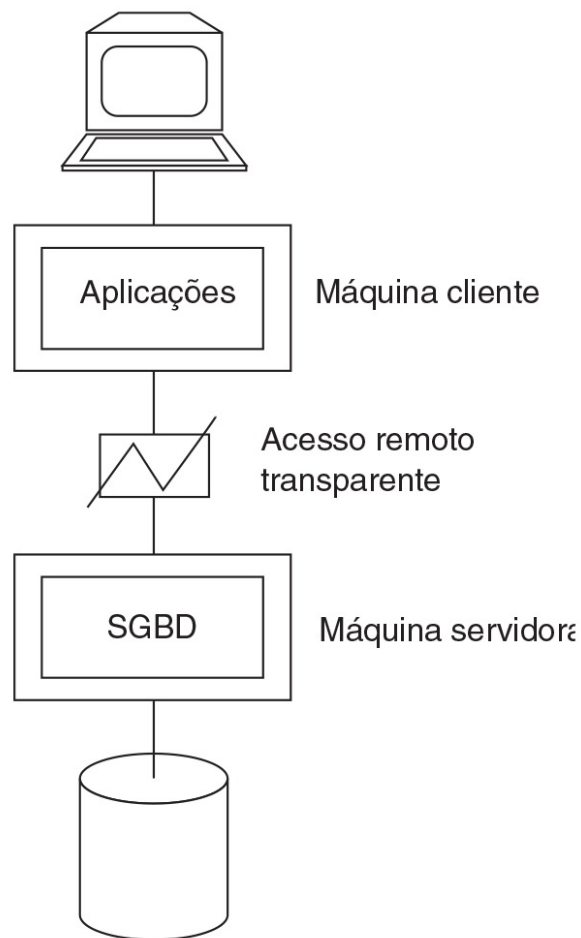 Aplicações
Máquina cliente
Acesso remoto
transparente
SGBD
Máquina servidora